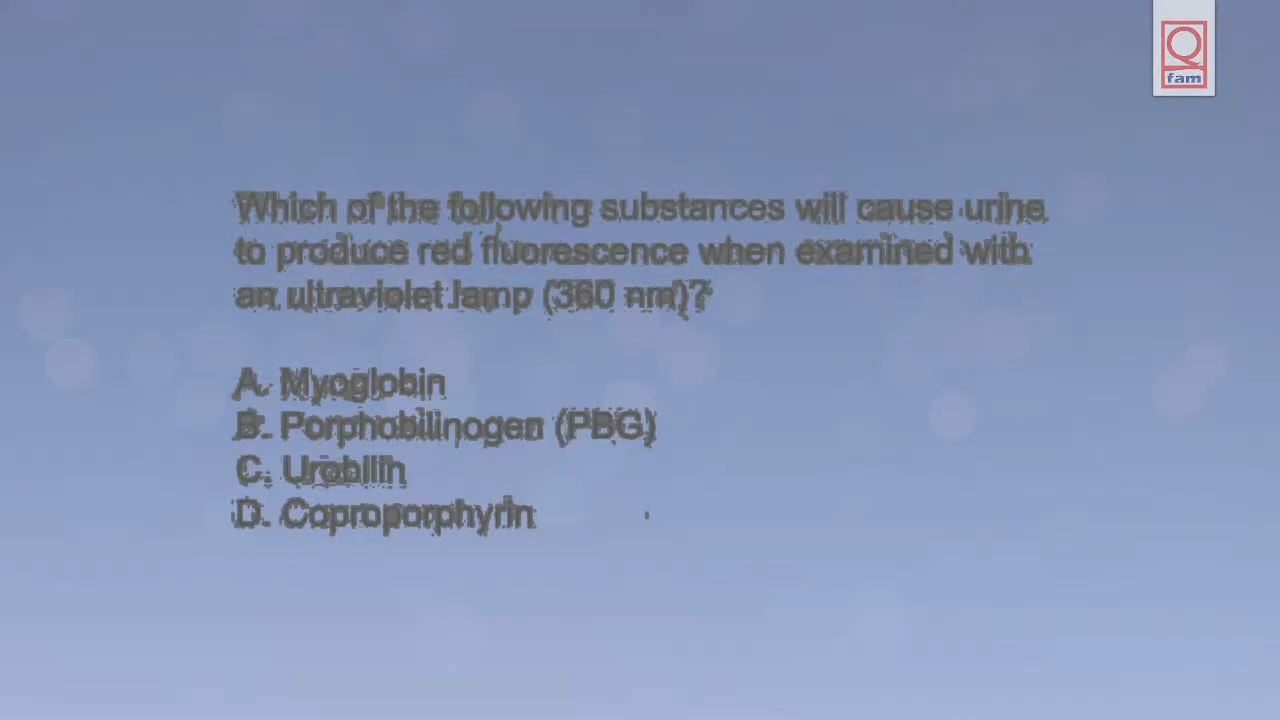 Q
fam
Which of the following substances will cause urine
to produce red fluorescence when examined with
an ultraviolet lamp (360 nm)?
A. Myoglobin
B. Porphobilinogen (PBG)
C. Urobilin
D. Coproporphyrin